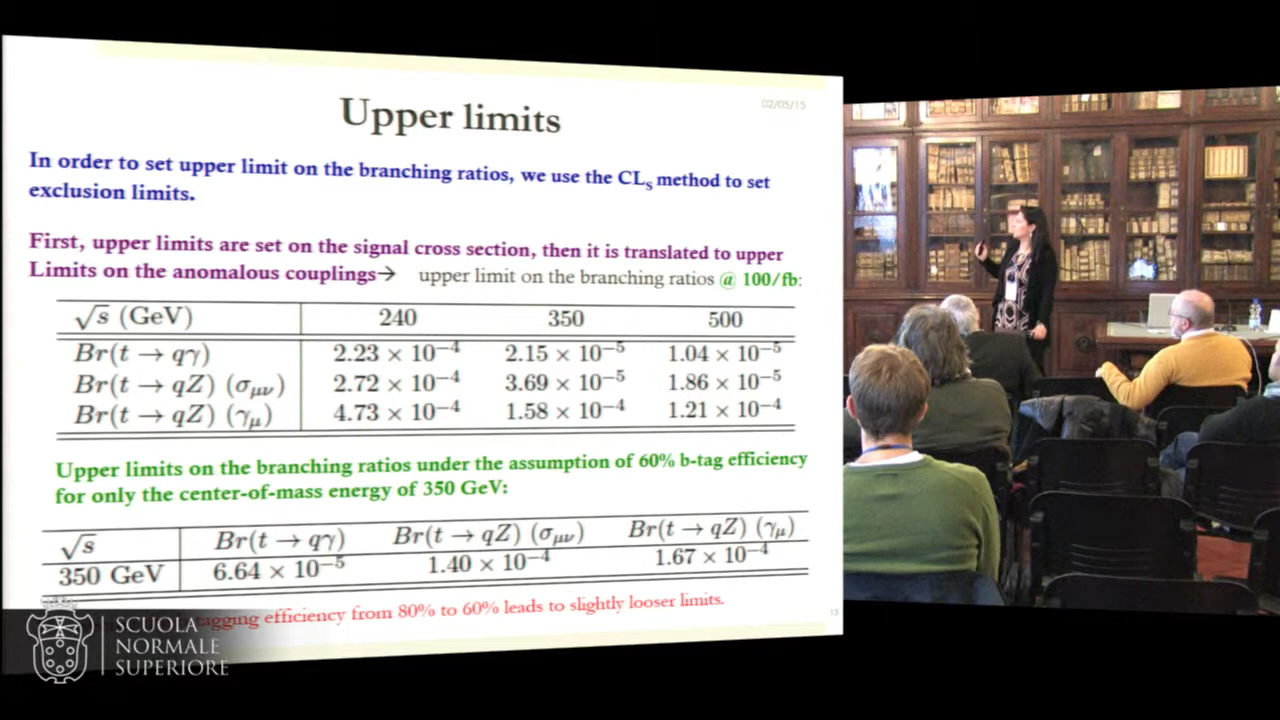 02/05/15
Upper limits
In order to set upper limit on the branching ratios, we use the CLₛ method to set
exclusion limits.
First, upper limits are set on the signal cross section, then it is translated to upper
Limits on the anomalous couplings→ upper limit on the branching ratios @ 100/fb:
√s (GeV) 240 350 500
Br(t → qγ) 2.23 × 10⁻⁴ 2.15 × 10⁻⁵ 1.04 × 10⁻⁵
Br(t → qZ) (σμν) 2.72 × 10⁻⁴ 3.69 × 10⁻⁵ 1.86 × 10⁻⁵
Br(t → qZ) (γμ) 4.73 × 10⁻⁴ 1.58 × 10⁻⁴ 1.21 × 10⁻⁴
Upper limits on the branching ratios under the assumption of 60% b-tag efficiency
for only the center-of-mass energy of 350 GeV:
√s Br(t → qγ) Br(t → qZ) (σμν) Br(t → qZ) (γμ)
350 GeV 6.64 × 10⁻⁵ 1.40 × 10⁻⁴ 1.67 × 10⁻⁴
tagging efficiency from 80% to 60% leads to slightly looser limits.
13
SCUOLA
NORMALE
SUPERIORE